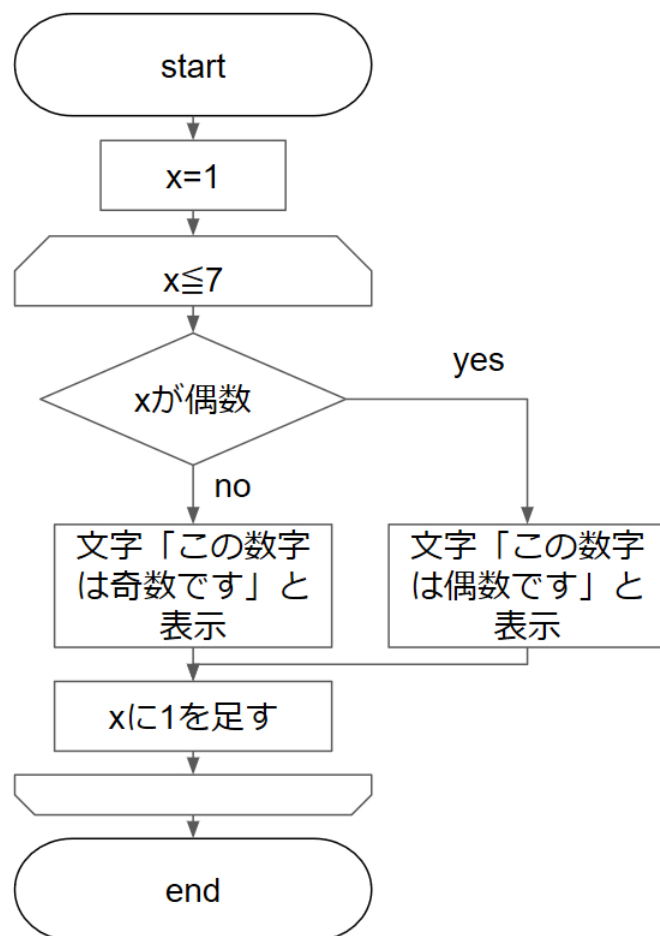 start
x=1
x≦7
xが偶数
yes
no
文字「この数字
は奇数です」と
表示
文字「この数字
は偶数です」と
表示
xに1を足す
end